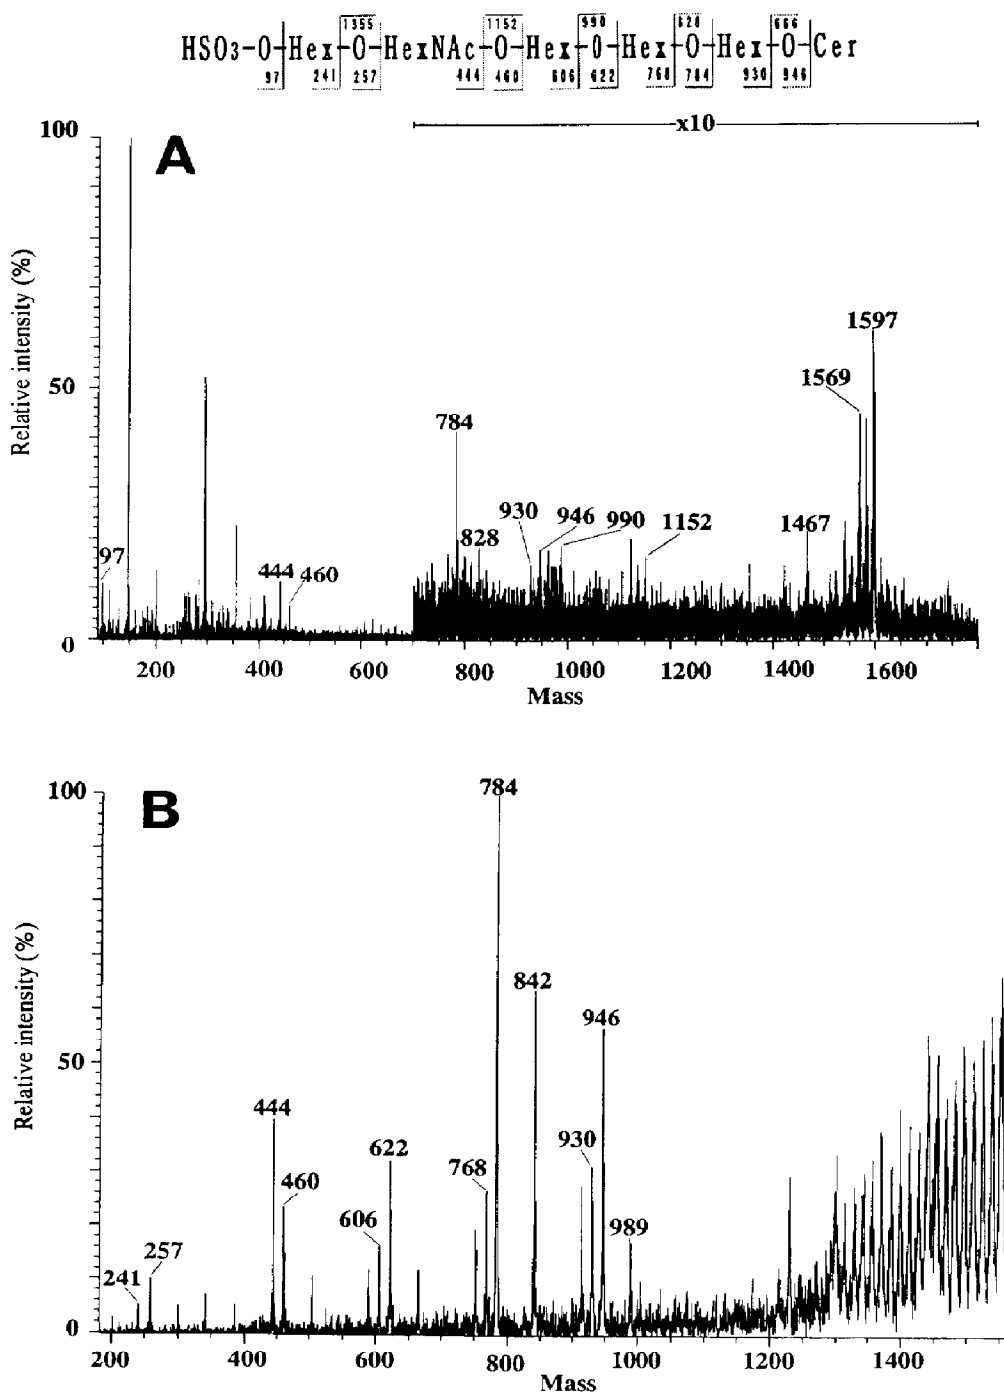 1355 1152 990 828 666
HSO3-O-Hex-O-HexNAc-O-Hex-O-Hex-O-Hex-O-Cer
97 241 257 444 460 606 622 768 784 930 946
x10
100
A
Relative intensity (%)
1597
1569
50
784
930
946
990
1152
828
1467
97
444
460
0
200 400 600 800 1000 1200 1400 1600
Mass
100
784
B
Relative intensity (%)
842
946
50
444
930
622
768
460
606
989
257
241
0
200 400 600 800 1000 1200 1400
Mass